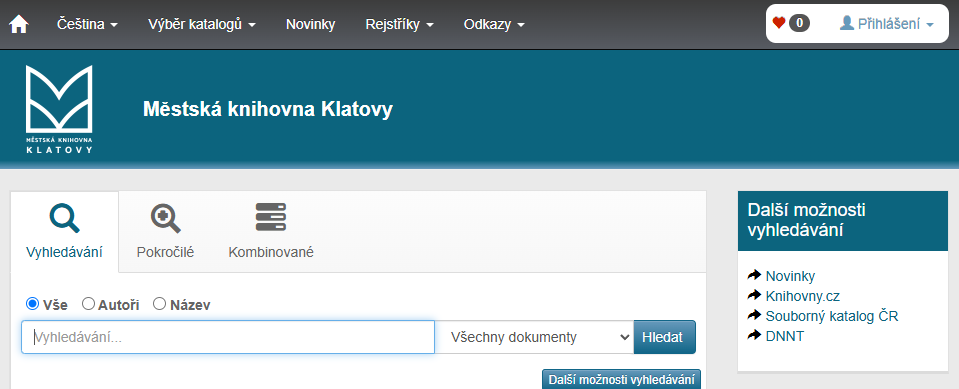 Čeština Výběr katalogů Novinky Rejstříky Odkazy 0 Přihlášení
MĚSTSKÁ KNIHOVNA
KLATOVY
Městská knihovna Klatovy
Vyhledávání Pokročilé Kombinované
Vše Autoři Název
Vyhledávání... Všechny dokumenty Hledat
Další možnosti vyhledávání
Další možnosti
vyhledávání
Novinky
Knihovny.cz
Souborný katalog ČR
DNNT